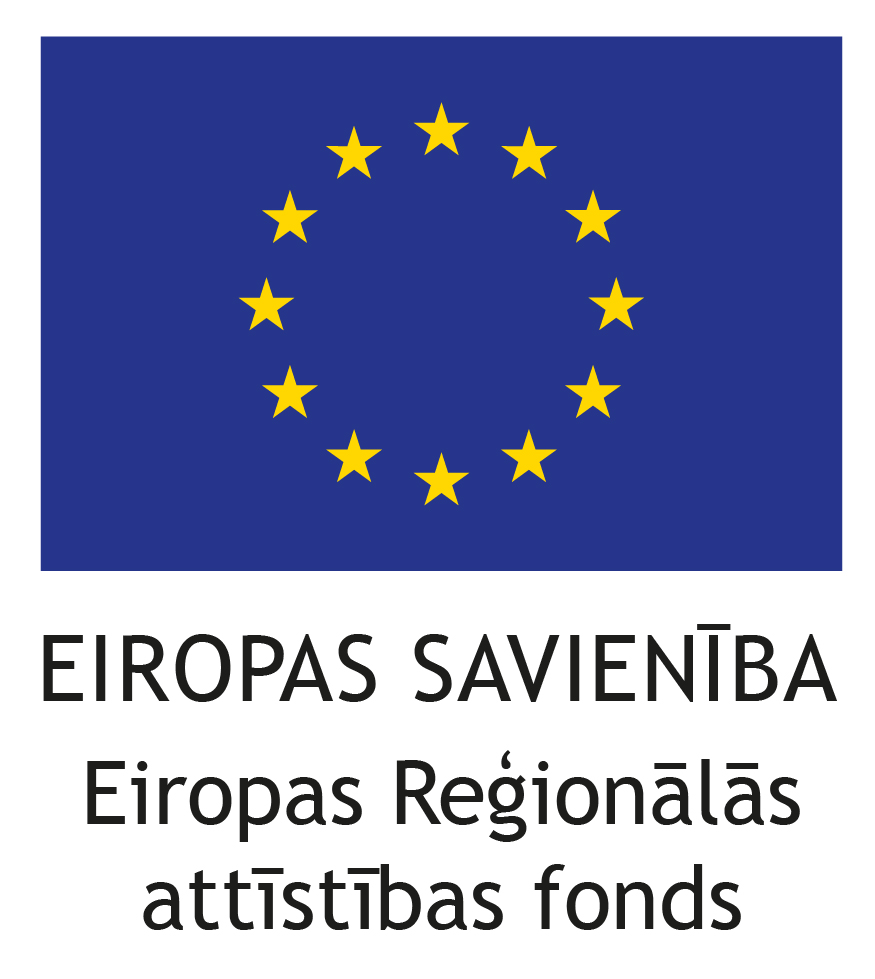 EIROPAS SAVIENĪBA
Eiropas Reģionālās
attīstības fonds